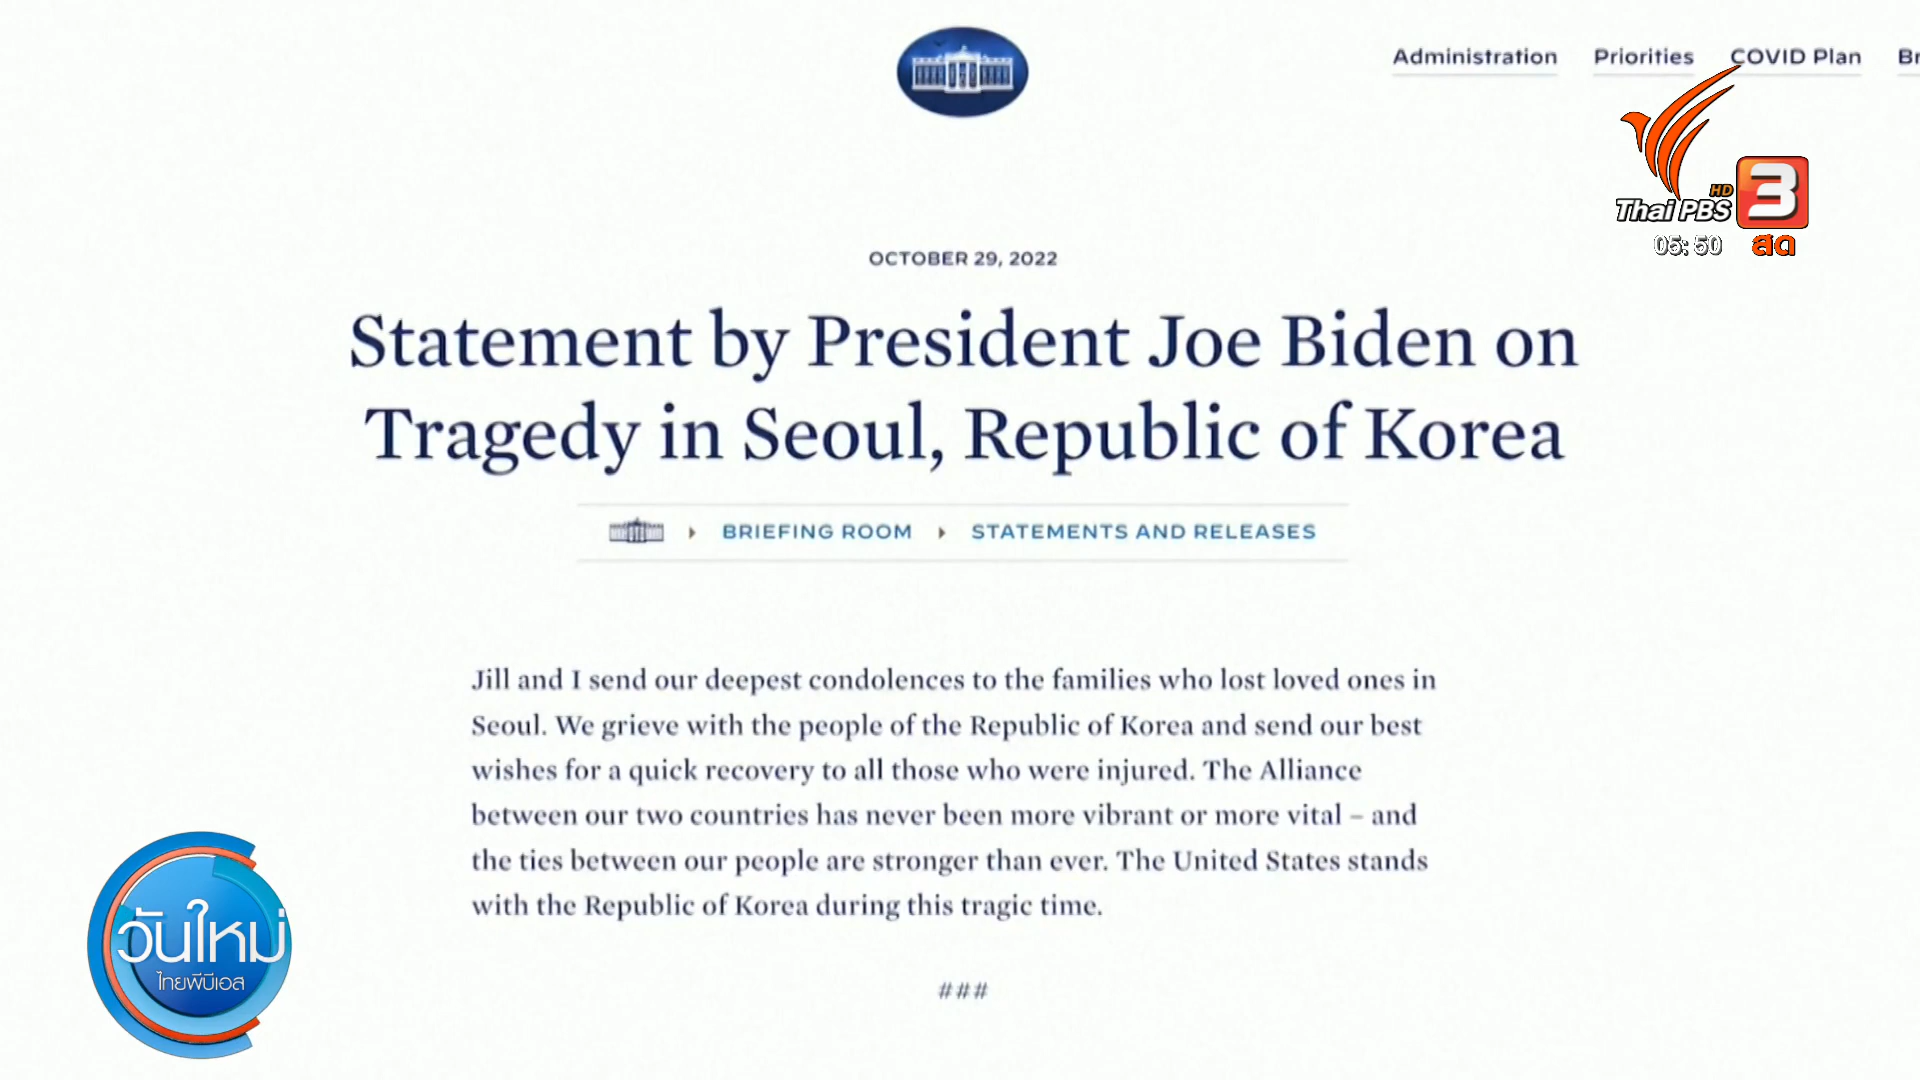 Administration Priorities COVID Plan Br
Thai PBS HD 3
05:50 สด
OCTOBER 29, 2022
Statement by President Joe Biden on
Tragedy in Seoul, Republic of Korea
BRIEFING ROOM STATEMENTS AND RELEASES
Jill and I send our deepest condolences to the families who lost loved ones in
Seoul. We grieve with the people of the Republic of Korea and send our best
wishes for a quick recovery to all those who were injured. The Alliance
between our two countries has never been more vibrant or more vital – and
the ties between our people are stronger than ever. The United States stands
with the Republic of Korea during this tragic time.
###
วันใหม่
ไทยพีบีเอส